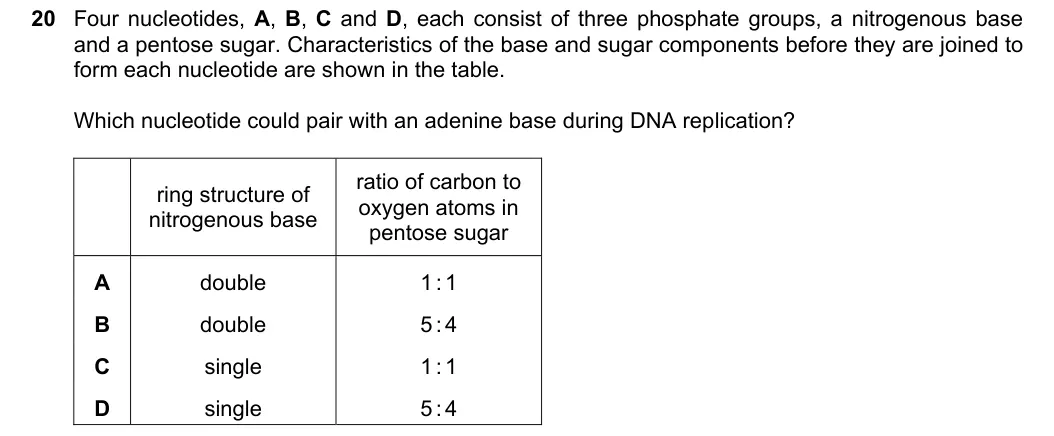 20 Four nucleotides, A, B, C and D, each consist of three phosphate groups, a nitrogenous base
and a pentose sugar. Characteristics of the base and sugar components before they are joined to
form each nucleotide are shown in the table.
Which nucleotide could pair with an adenine base during DNA replication?
ring structure of
nitrogenous base
ratio of carbon to
oxygen atoms in
pentose sugar
A double 1 : 1
B double 5 : 4
C single 1 : 1
D single 5 : 4